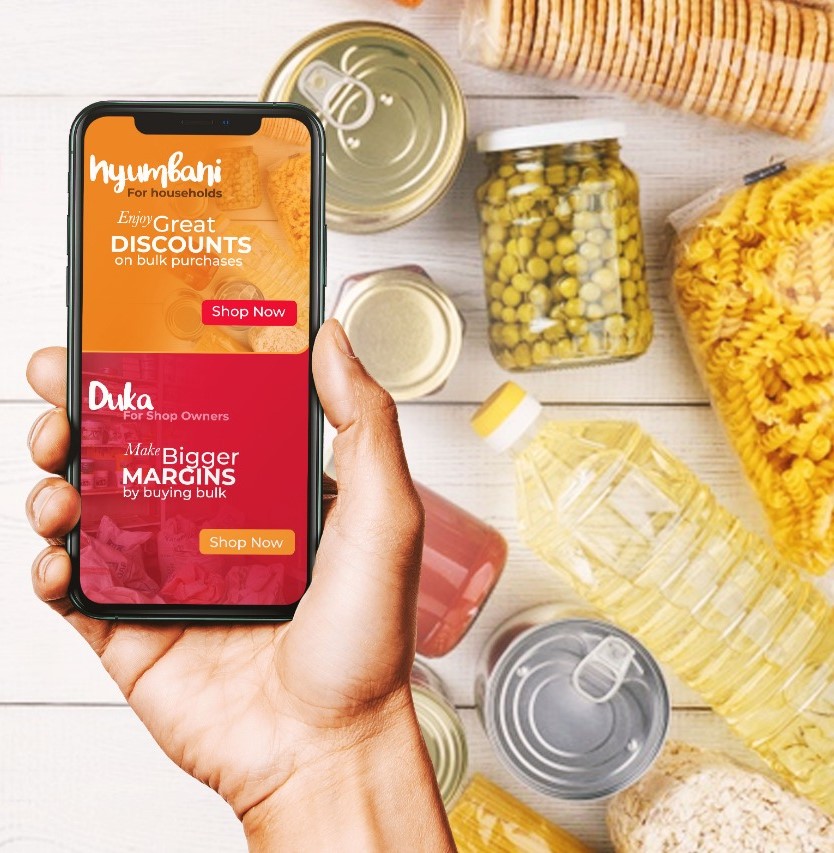 nyumbani
For households
Enjoy Great
DISCOUNTS
on bulk purchases
Shop Now
Duka
For Shop Owners
Make Bigger
MARGINS
by buying bulk
Shop Now